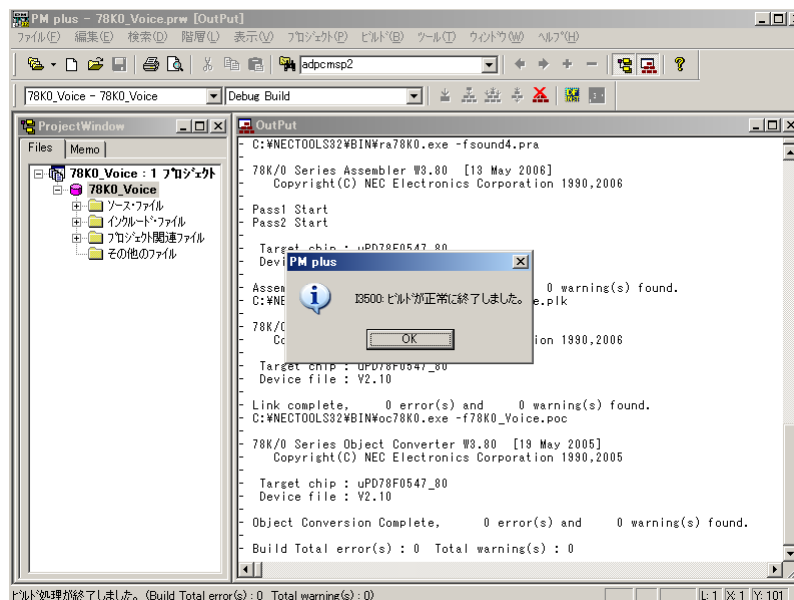 PM plus - 78K0_Voice.prw [OutPut]
ファイル(F) 編集(E) 検索(D) 階層(L) 表示(V) プロジェクト(P) ビルド(B) ツール(T) ウィンドウ(W) ヘルプ(H)
adpcmsp2
78K0_Voice - 78K0_Voice Debug Build
ProjectWindow
Files Memo
78K0_Voice : 1 プロジェクト
78K0_Voice
ソース・ファイル
インクルード・ファイル
プロジェクト関連ファイル
その他のファイル
OutPut
- C:¥NECTOOLS32¥BIN¥ra78K0.exe -fsound4.pra
-
- 78K/0 Series Assembler W3.80 [13 May 2006]
- Copyright(C) NEC Electronics Corporation 1990,2006
-
- Pass1 Start
- Pass2 Start
-
- Target chip : uPD78F0547_80
- Devi
-
- Assem 0 warning(s) found.
- C:¥NE e.plk
-
- 78K/0
- Co ion 1990,2006
-
- Target chip : uPD78F0547_80
- Device file : V2.10
-
- Link complete, 0 error(s) and 0 warning(s) found.
- C:¥NECTOOLS32¥BIN¥oc78K0.exe -f78K0_Voice.poc
-
- 78K/0 Series Object Converter W3.80 [19 May 2005]
- Copyright(C) NEC Electronics Corporation 1990,2005
-
- Target chip : uPD78F0547_80
- Device file : V2.10
-
- Object Conversion Complete, 0 error(s) and 0 warning(s) found.
-
- Build Total error(s) : 0 Total warning(s) : 0
PM plus
I3500: ビルドが正常に終了しました。
OK
ビルド処理が終了しました。(Build Total error(s) : 0 Total warning(s) : 0)
L: 1 X: 1 Y: 101